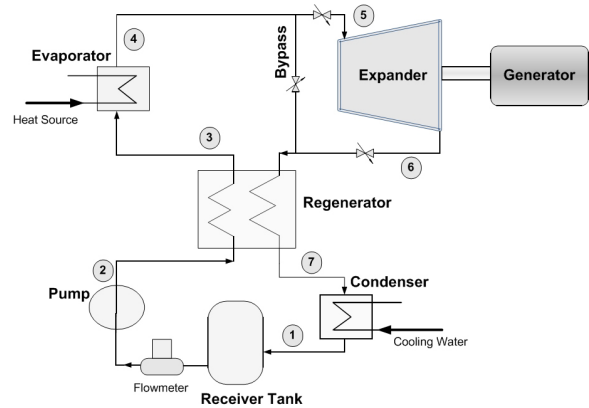 4
5
Evaporator
Bypass
Expander
Generator
Heat Source
3
6
Regenerator
2
7
Condenser
Pump
1
Cooling Water
Flowmeter
Receiver Tank